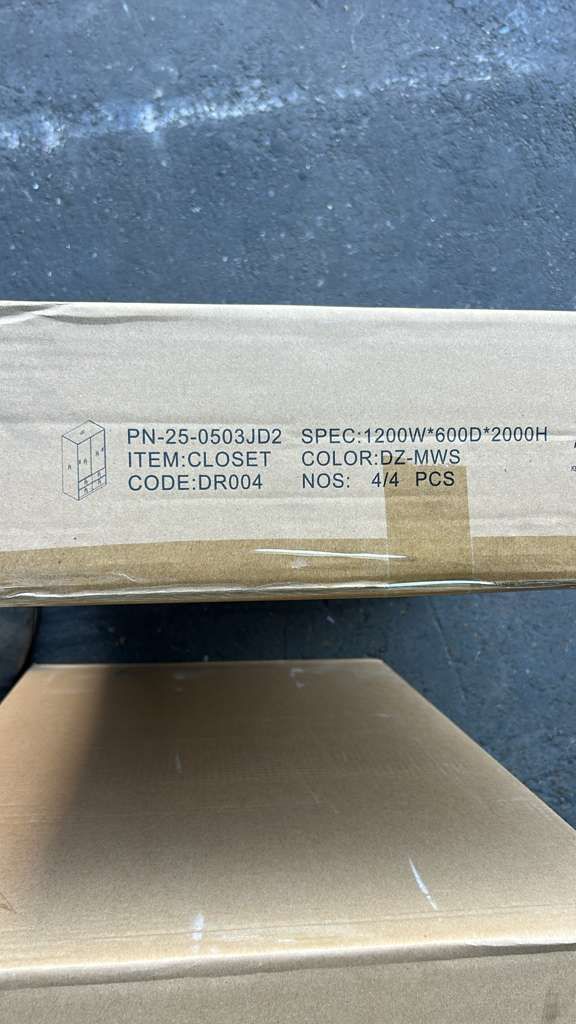 PN-25-0503JD2 SPEC:1200W*600D*2000H
ITEM:CLOSET COLOR:DZ-MWS
CODE:DR004 NOS: 4/4 PCS